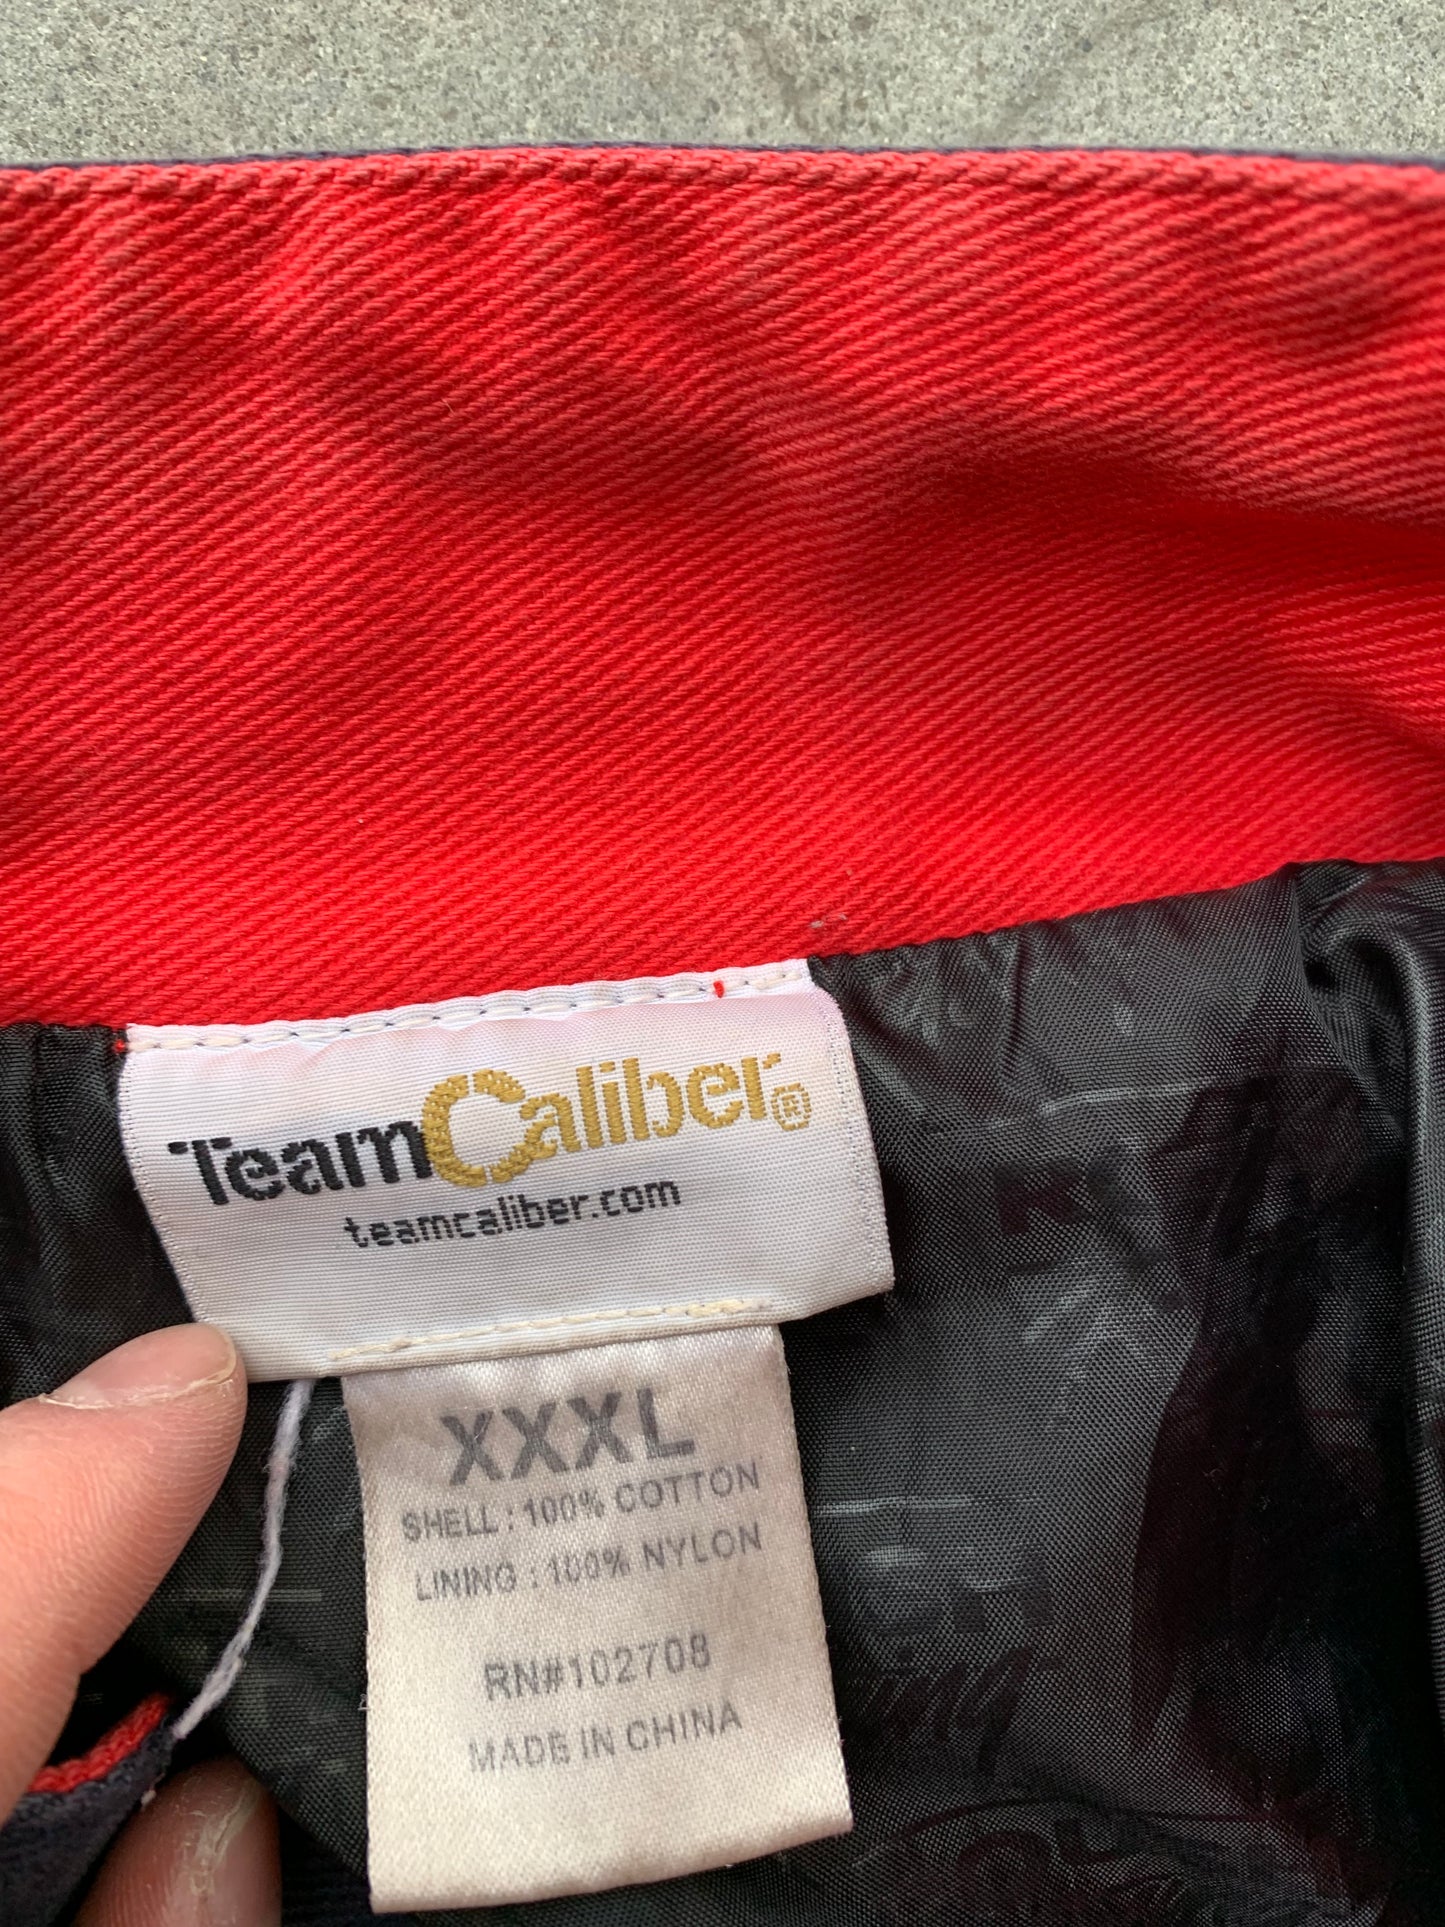 TeamCaliber®
teamcaliber.com
XXXL
SHELL : 100% COTTON
LINING : 100% NYLON
RN#102708
MADE IN CHINA